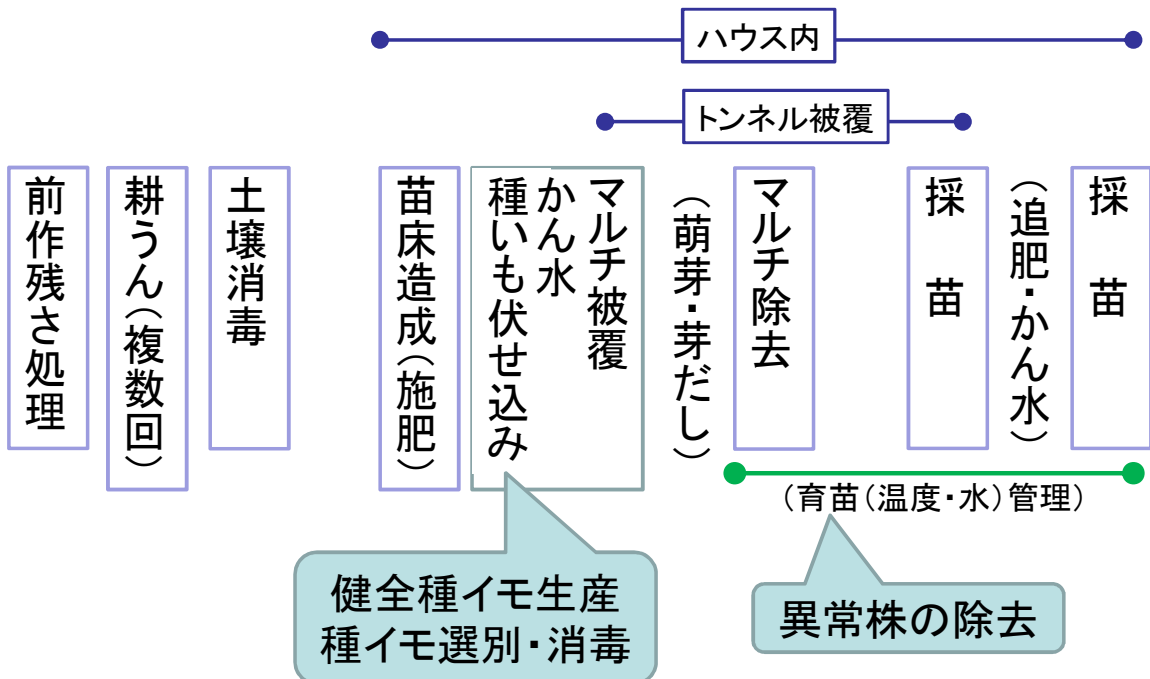 ハウス内
トンネル被覆
前作残さ処理
耕うん(複数回)
土壌消毒
苗床造成(施肥)
種いも伏せ込み
かん水
マルチ被覆
(萌芽・芽だし)
マルチ除去
採苗
(追肥・かん水)
採苗
(育苗(温度・水)管理)
健全種イモ生産
種イモ選別・消毒
異常株の除去